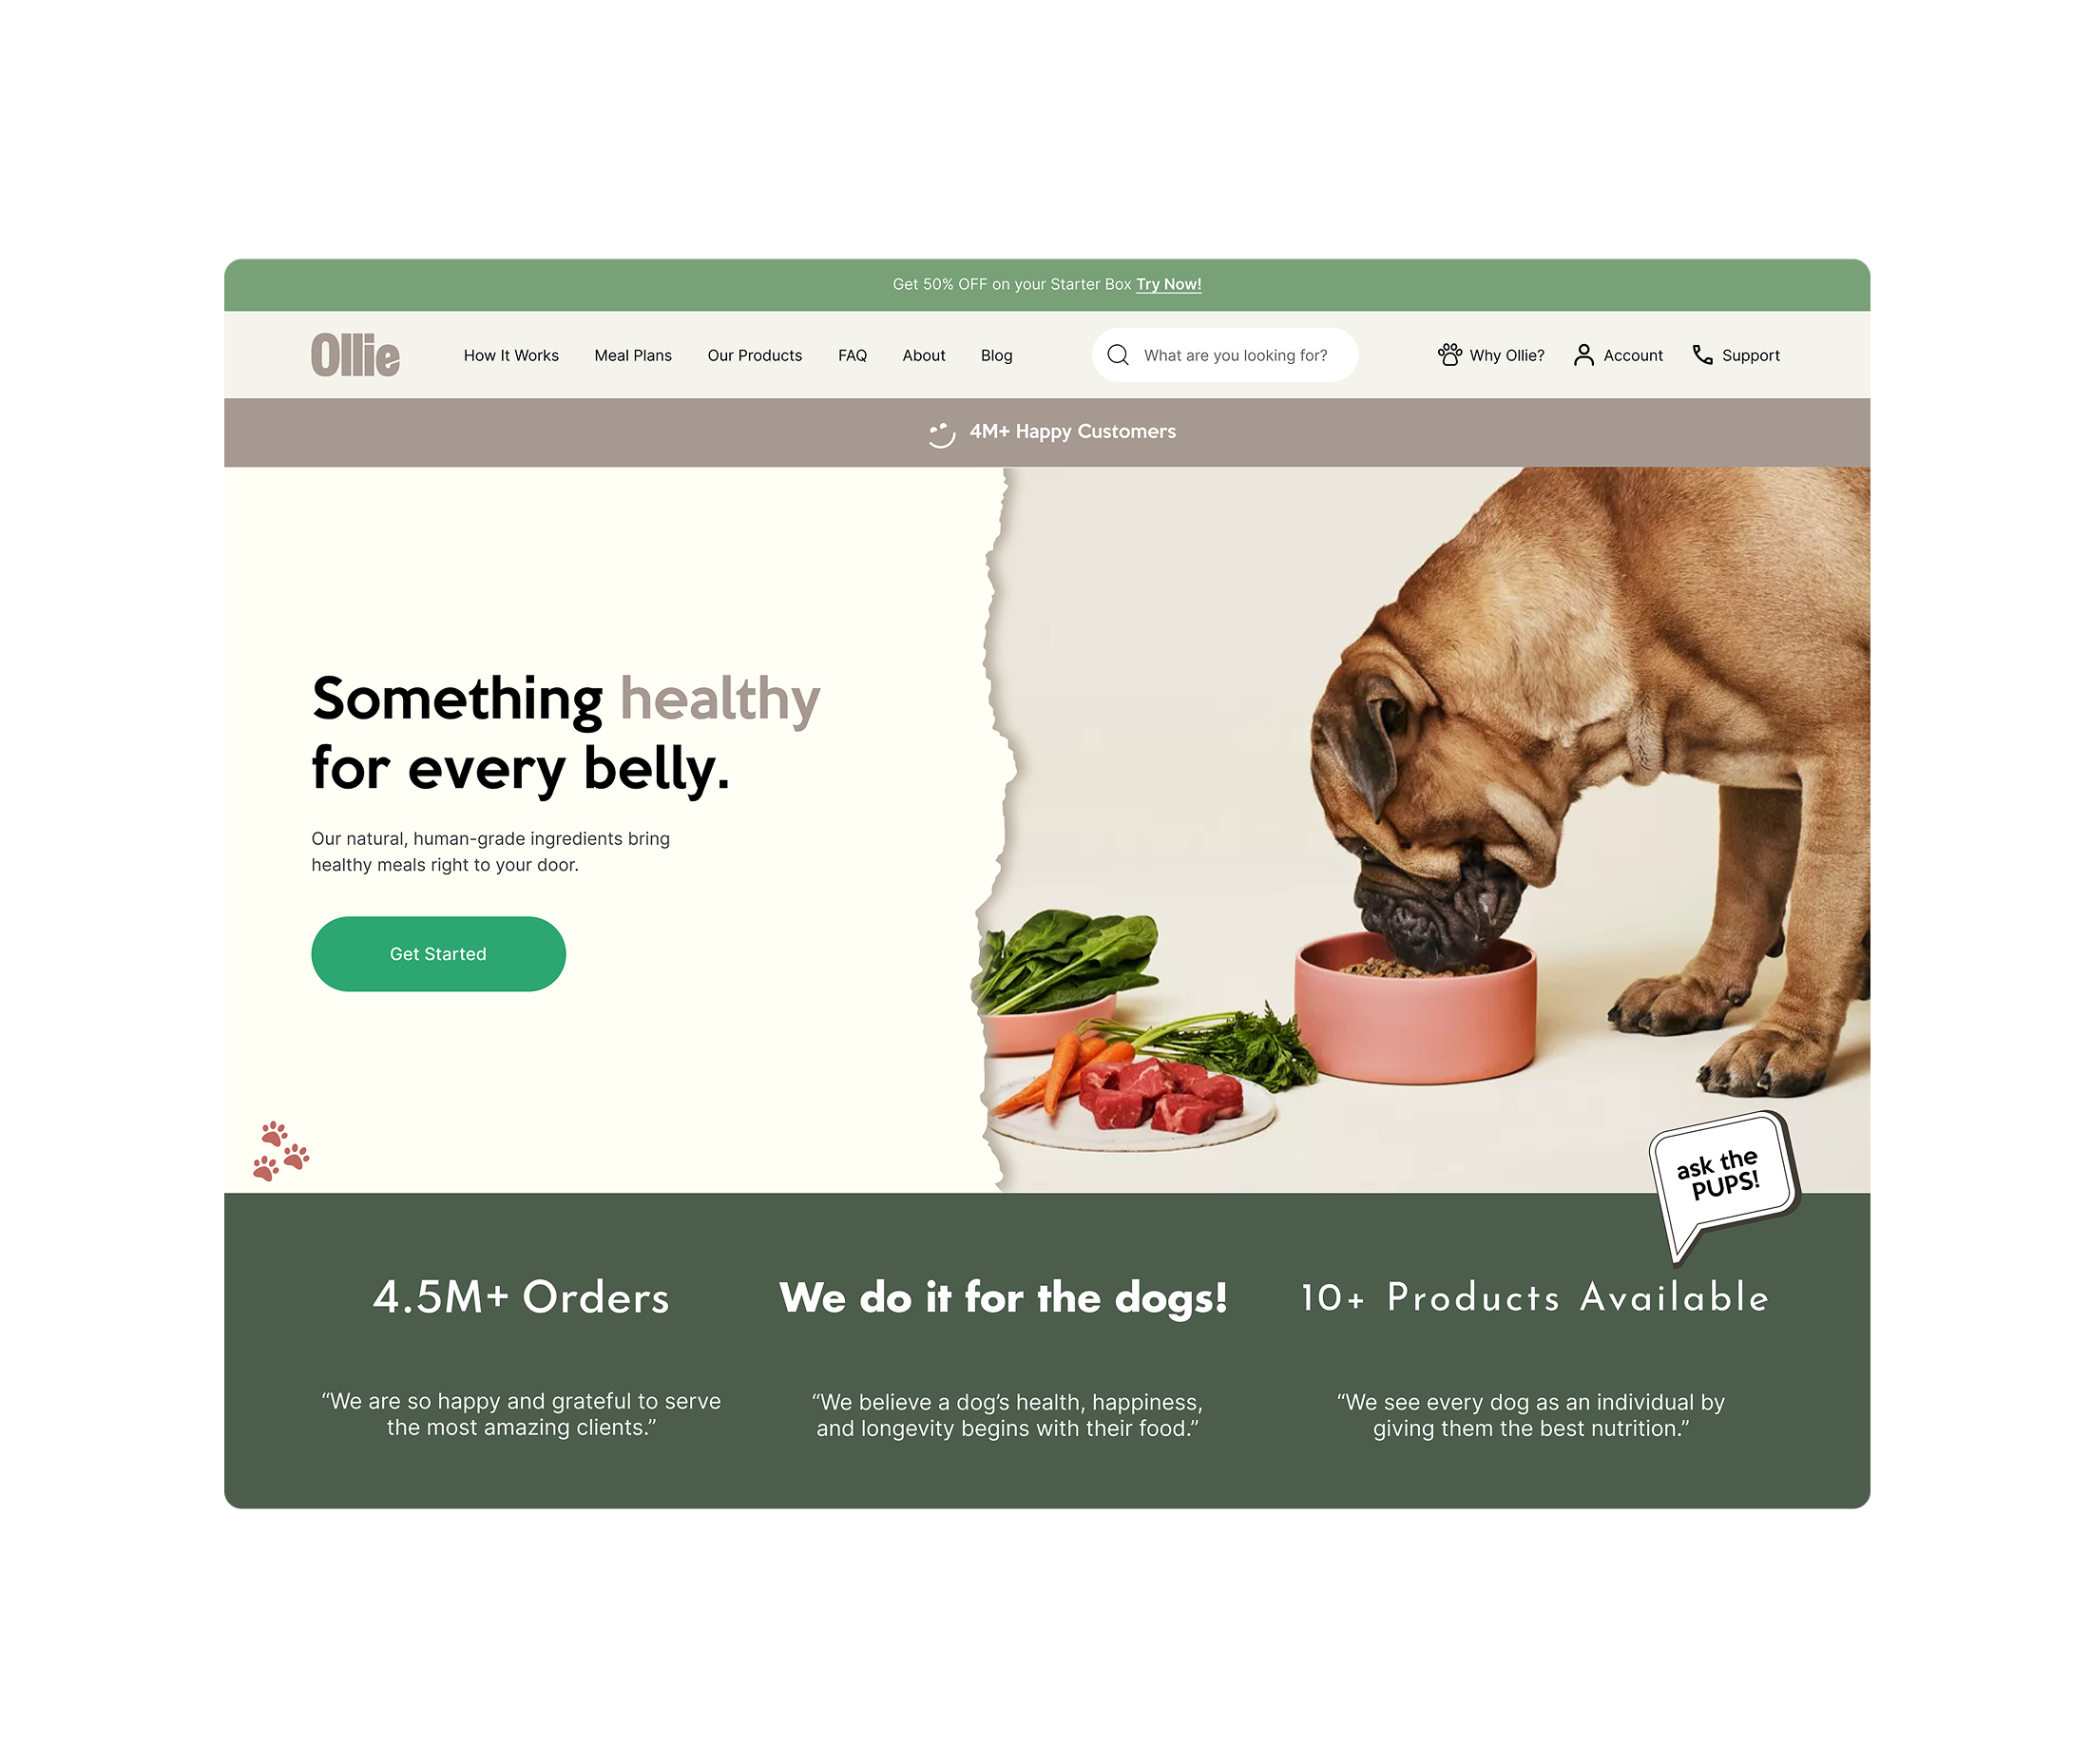 Get 50% OFF on your Starter Box Try Now!
Ollie
How It Works
Meal Plans
Our Products
FAQ
About
Blog
What are you looking for?
Why Ollie?
Account
Support
4M+ Happy Customers
Something healthy
for every belly.
Our natural, human-grade ingredients bring
healthy meals right to your door.
Get Started
ask the
PUPS!
4.5M+ Orders
“We are so happy and grateful to serve
the most amazing clients.”
We do it for the dogs!
“We believe a dog’s health, happiness,
and longevity begins with their food.”
10+ Products Available
“We see every dog as an individual by
giving them the best nutrition.”